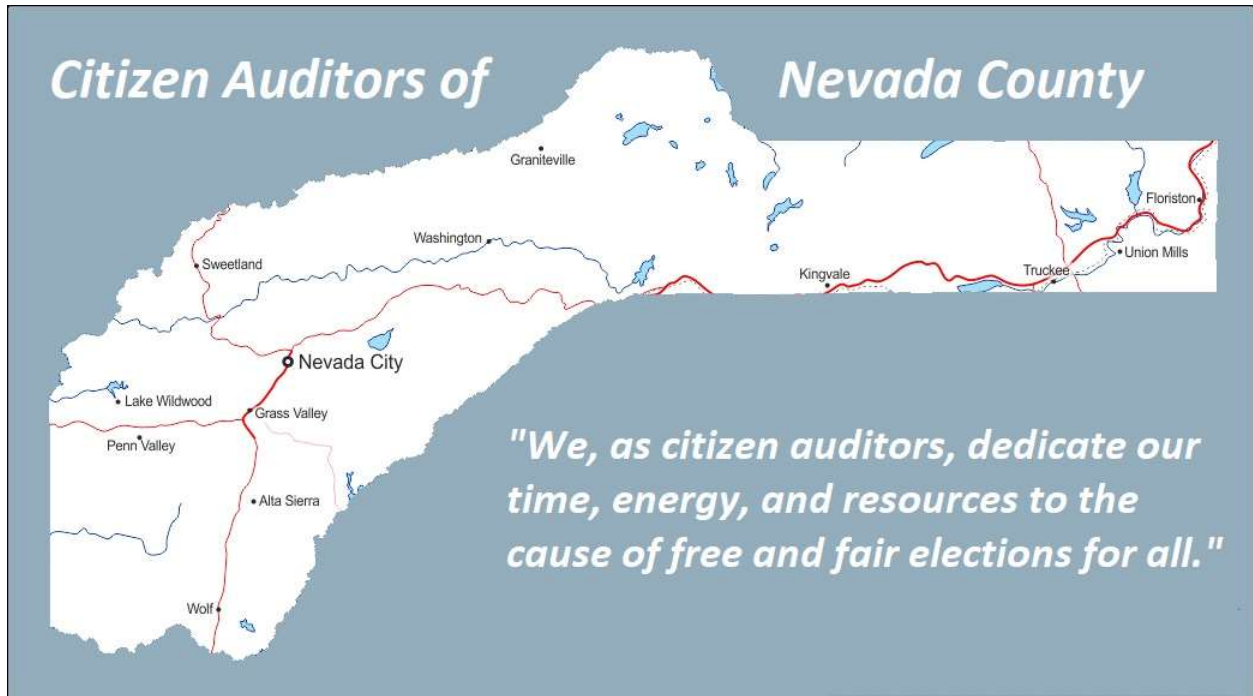 Citizen Auditors of Nevada County
Graniteville
Floriston
Washington
Union Mills
Sweetland
Truckee
Kingvale
Nevada City
Lake Wildwood
Grass Valley
Penn Valley
"We, as citizen auditors, dedicate our
time, energy, and resources to the
cause of free and fair elections for all."
Alta Sierra
Wolf